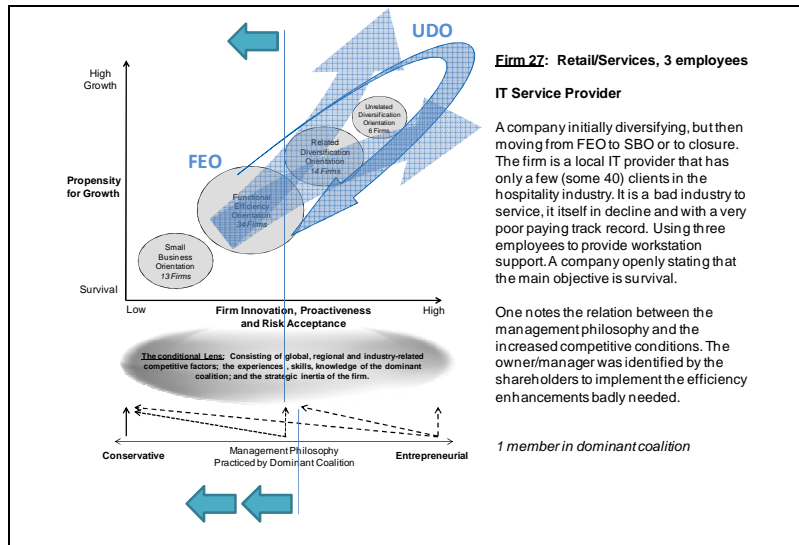 UDO
High
Growth
FEO
Propensity
for Growth
Survival
Unrelated
Diversification
Orientation
6 Firms
Related
Diversification
Orientation
14 Firms
Functional
Efficiency
Orientation
34 Firms
Small
Business
Orientation
13 Firms
Low
Firm Innovation, Proactiveness
and Risk Acceptance
High
The conditional Lens: Consisting of global, regional and industry-related
competitive factors; the experiences , skills, knowledge of the dominant
coalition; and the strategic inertia of the firm.
Conservative
Management Philosophy
Practiced by Dominant Coalition
Entrepreneurial
Firm 27: Retail/Services, 3 employees
IT Service Provider
A company initially diversifying, but then
moving from FEO to SBO or to closure.
The firm is a local IT provider that has
only a few (some 40) clients in the
hospitality industry. It is a bad industry to
service, it itself in decline and with a very
poor paying track record. Using three
employees to provide workstation
support. A company openly stating that
the main objective is survival.
One notes the relation between the
management philosophy and the
increased competitive conditions. The
owner/manager was identified by the
shareholders to implement the efficiency
enhancements badly needed.
1 member in dominant coalition